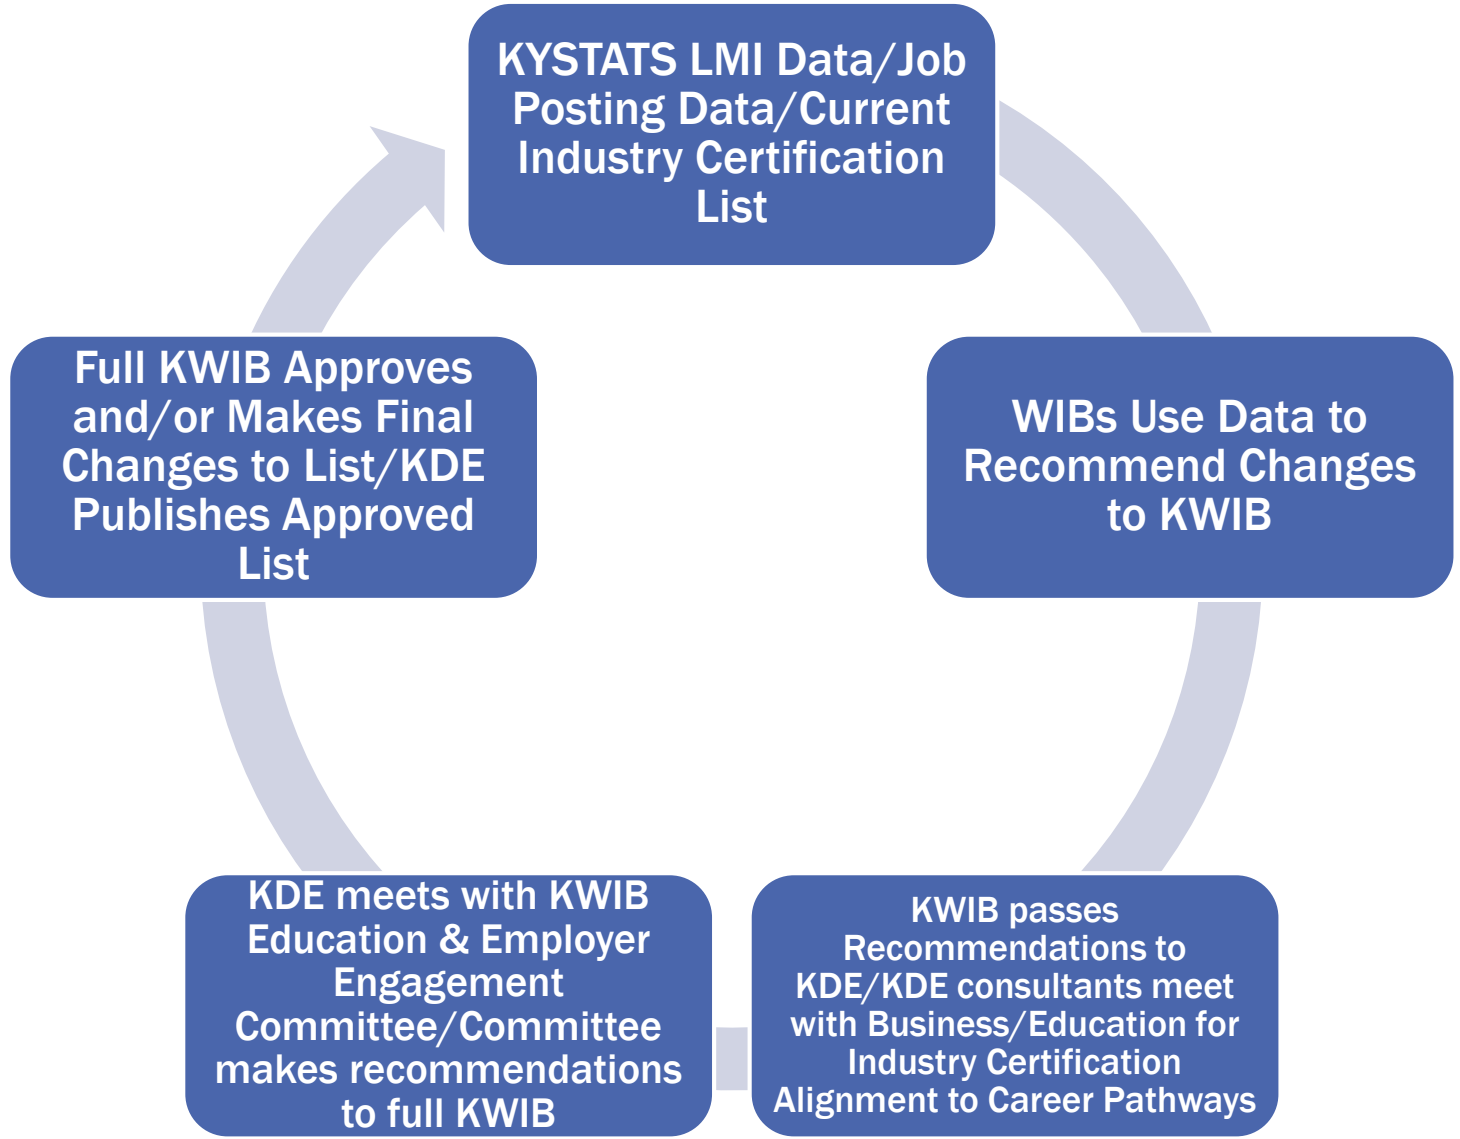 KYSTATS LMI Data/Job
Posting Data/Current
Industry Certification
List
WIBs Use Data to
Recommend Changes
to KWIB
KWIB passes
Recommendations to
KDE/KDE consultants meet
with Business/Education for
Industry Certification
Alignment to Career Pathways
KDE meets with KWIB
Education & Employer
Engagement
Committee/Committee
makes recommendations
to full KWIB
Full KWIB Approves
and/or Makes Final
Changes to List/KDE
Publishes Approved
List